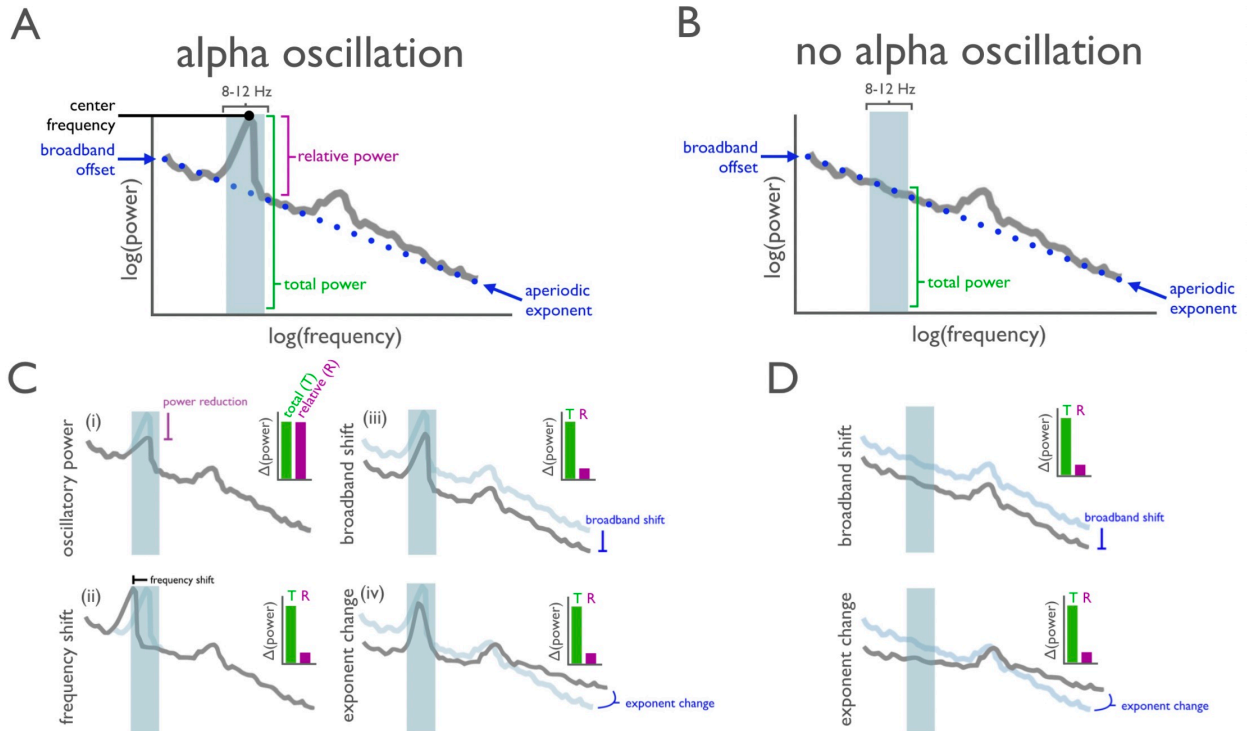 A
alpha oscillation
8-12 Hz
center
frequency
broadband
offset
relative power
total power
aperiodic
exponent
log(power)
log(frequency)
B
no alpha oscillation
8-12 Hz
broadband
offset
total power
aperiodic
exponent
log(power)
log(frequency)
C
(i)
oscillatory power
power reduction
Δ(power)
total (T)
relative (R)
(ii)
frequency shift
frequency shift
Δ(power)
T R
(iii)
broadband shift
Δ(power)
T R
broadband shift
(iv)
exponent change
Δ(power)
T R
exponent change
D
broadband shift
Δ(power)
T R
broadband shift
exponent change
Δ(power)
T R
exponent change